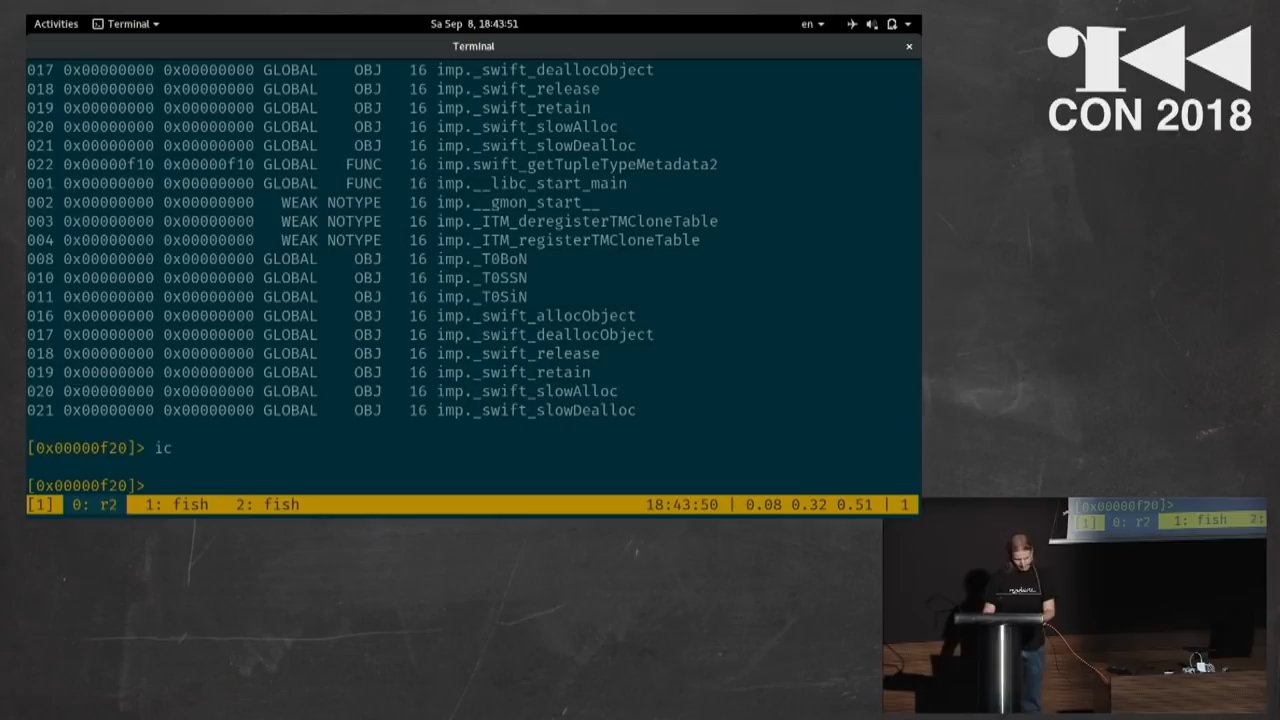 Activities Terminal Sa Sep 8, 18:43:51 en
Terminal ×
017 0x00000000 0x00000000 GLOBAL OBJ 16 imp._swift_deallocObject
018 0x00000000 0x00000000 GLOBAL OBJ 16 imp._swift_release
019 0x00000000 0x00000000 GLOBAL OBJ 16 imp._swift_retain
020 0x00000000 0x00000000 GLOBAL OBJ 16 imp._swift_slowAlloc
021 0x00000000 0x00000000 GLOBAL OBJ 16 imp._swift_slowDealloc
022 0x00000f10 0x00000f10 GLOBAL FUNC 16 imp.swift_getTupleTypeMetadata2
001 0x00000000 0x00000000 GLOBAL FUNC 16 imp.__libc_start_main
002 0x00000000 0x00000000 WEAK NOTYPE 16 imp.__gmon_start__
003 0x00000000 0x00000000 WEAK NOTYPE 16 imp._ITM_deregisterTMCloneTable
004 0x00000000 0x00000000 WEAK NOTYPE 16 imp._ITM_registerTMCloneTable
008 0x00000000 0x00000000 GLOBAL OBJ 16 imp._T0BoN
010 0x00000000 0x00000000 GLOBAL OBJ 16 imp._T0SSN
011 0x00000000 0x00000000 GLOBAL OBJ 16 imp._T0SiN
016 0x00000000 0x00000000 GLOBAL OBJ 16 imp._swift_allocObject
017 0x00000000 0x00000000 GLOBAL OBJ 16 imp._swift_deallocObject
018 0x00000000 0x00000000 GLOBAL OBJ 16 imp._swift_release
019 0x00000000 0x00000000 GLOBAL OBJ 16 imp._swift_retain
020 0x00000000 0x00000000 GLOBAL OBJ 16 imp._swift_slowAlloc
021 0x00000000 0x00000000 GLOBAL OBJ 16 imp._swift_slowDealloc
[0x00000f20]> ic
[0x00000f20]>
[1] 0: r2 1: fish 2: fish 18:43:50 | 0.08 0.32 0.51 | 1
CON 2018
[0x00000f20]>
[1] 0: r2 1: fish 2: